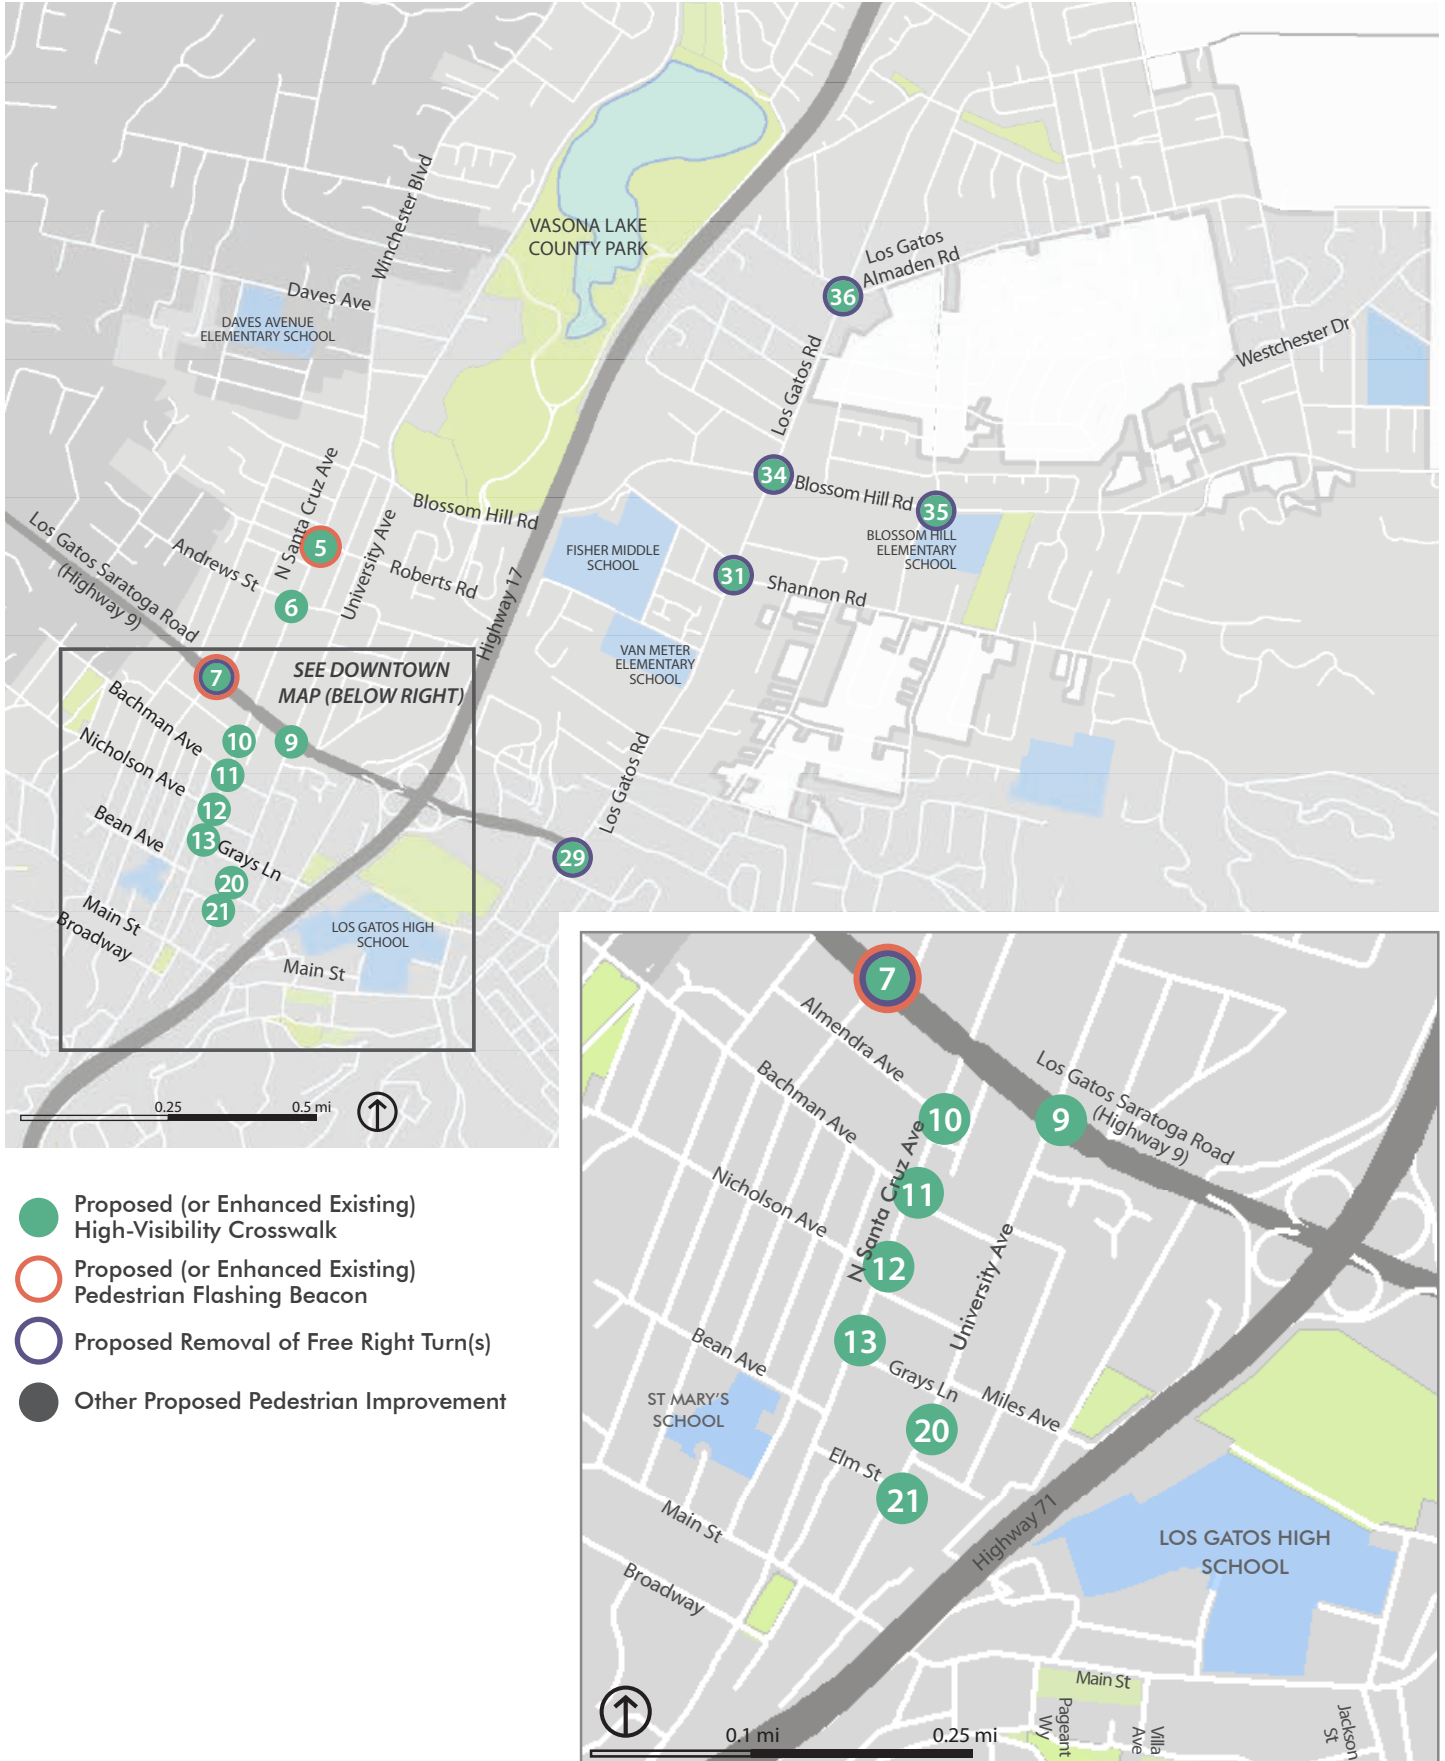 Winchester Blvd
VASONA LAKE
COUNTY PARK
Los Gatos
Almaden Rd
36
Daves Ave
DAVES AVENUE
ELEMENTARY SCHOOL
Westchester Dr
Los Gatos Rd
34
Blossom Hill Rd
35
BLOSSOM HILL
ELEMENTARY
SCHOOL
N Santa Cruz Ave
5
University Ave
Blossom Hill Rd
Los Gatos Saratoga Road
(Highway 9)
Andrews St
6
Roberts Rd
Highway 17
FISHER MIDDLE
SCHOOL
31
Shannon Rd
VAN METER
ELEMENTARY
SCHOOL
7
SEE DOWNTOWN
MAP (BELOW RIGHT)
Bachman Ave
10
9
Nicholson Ave
11
12
Bean Ave
13
Grays Ln
20
21
Los Gatos Rd
29
Main St
Broadway
LOS GATOS HIGH
SCHOOL
Main St
0.25
0.5 mi
7
Almendra Ave
Los Gatos Saratoga Road
(Highway 9)
Bachman Ave
10
9
N Santa Cruz Ave
11
Nicholson Ave
12
University Ave
13
Bean Ave
Grays Ln
Miles Ave
ST MARY'S
SCHOOL
20
Elm St
21
Main St
Highway 71
LOS GATOS HIGH
SCHOOL
Broadway
Main St
Pageant
Wy
Villa
Ave
Jackson
St
0.1 mi
0.25 mi
Proposed (or Enhanced Existing)
High-Visibility Crosswalk
Proposed (or Enhanced Existing)
Pedestrian Flashing Beacon
Proposed Removal of Free Right Turn(s)
Other Proposed Pedestrian Improvement